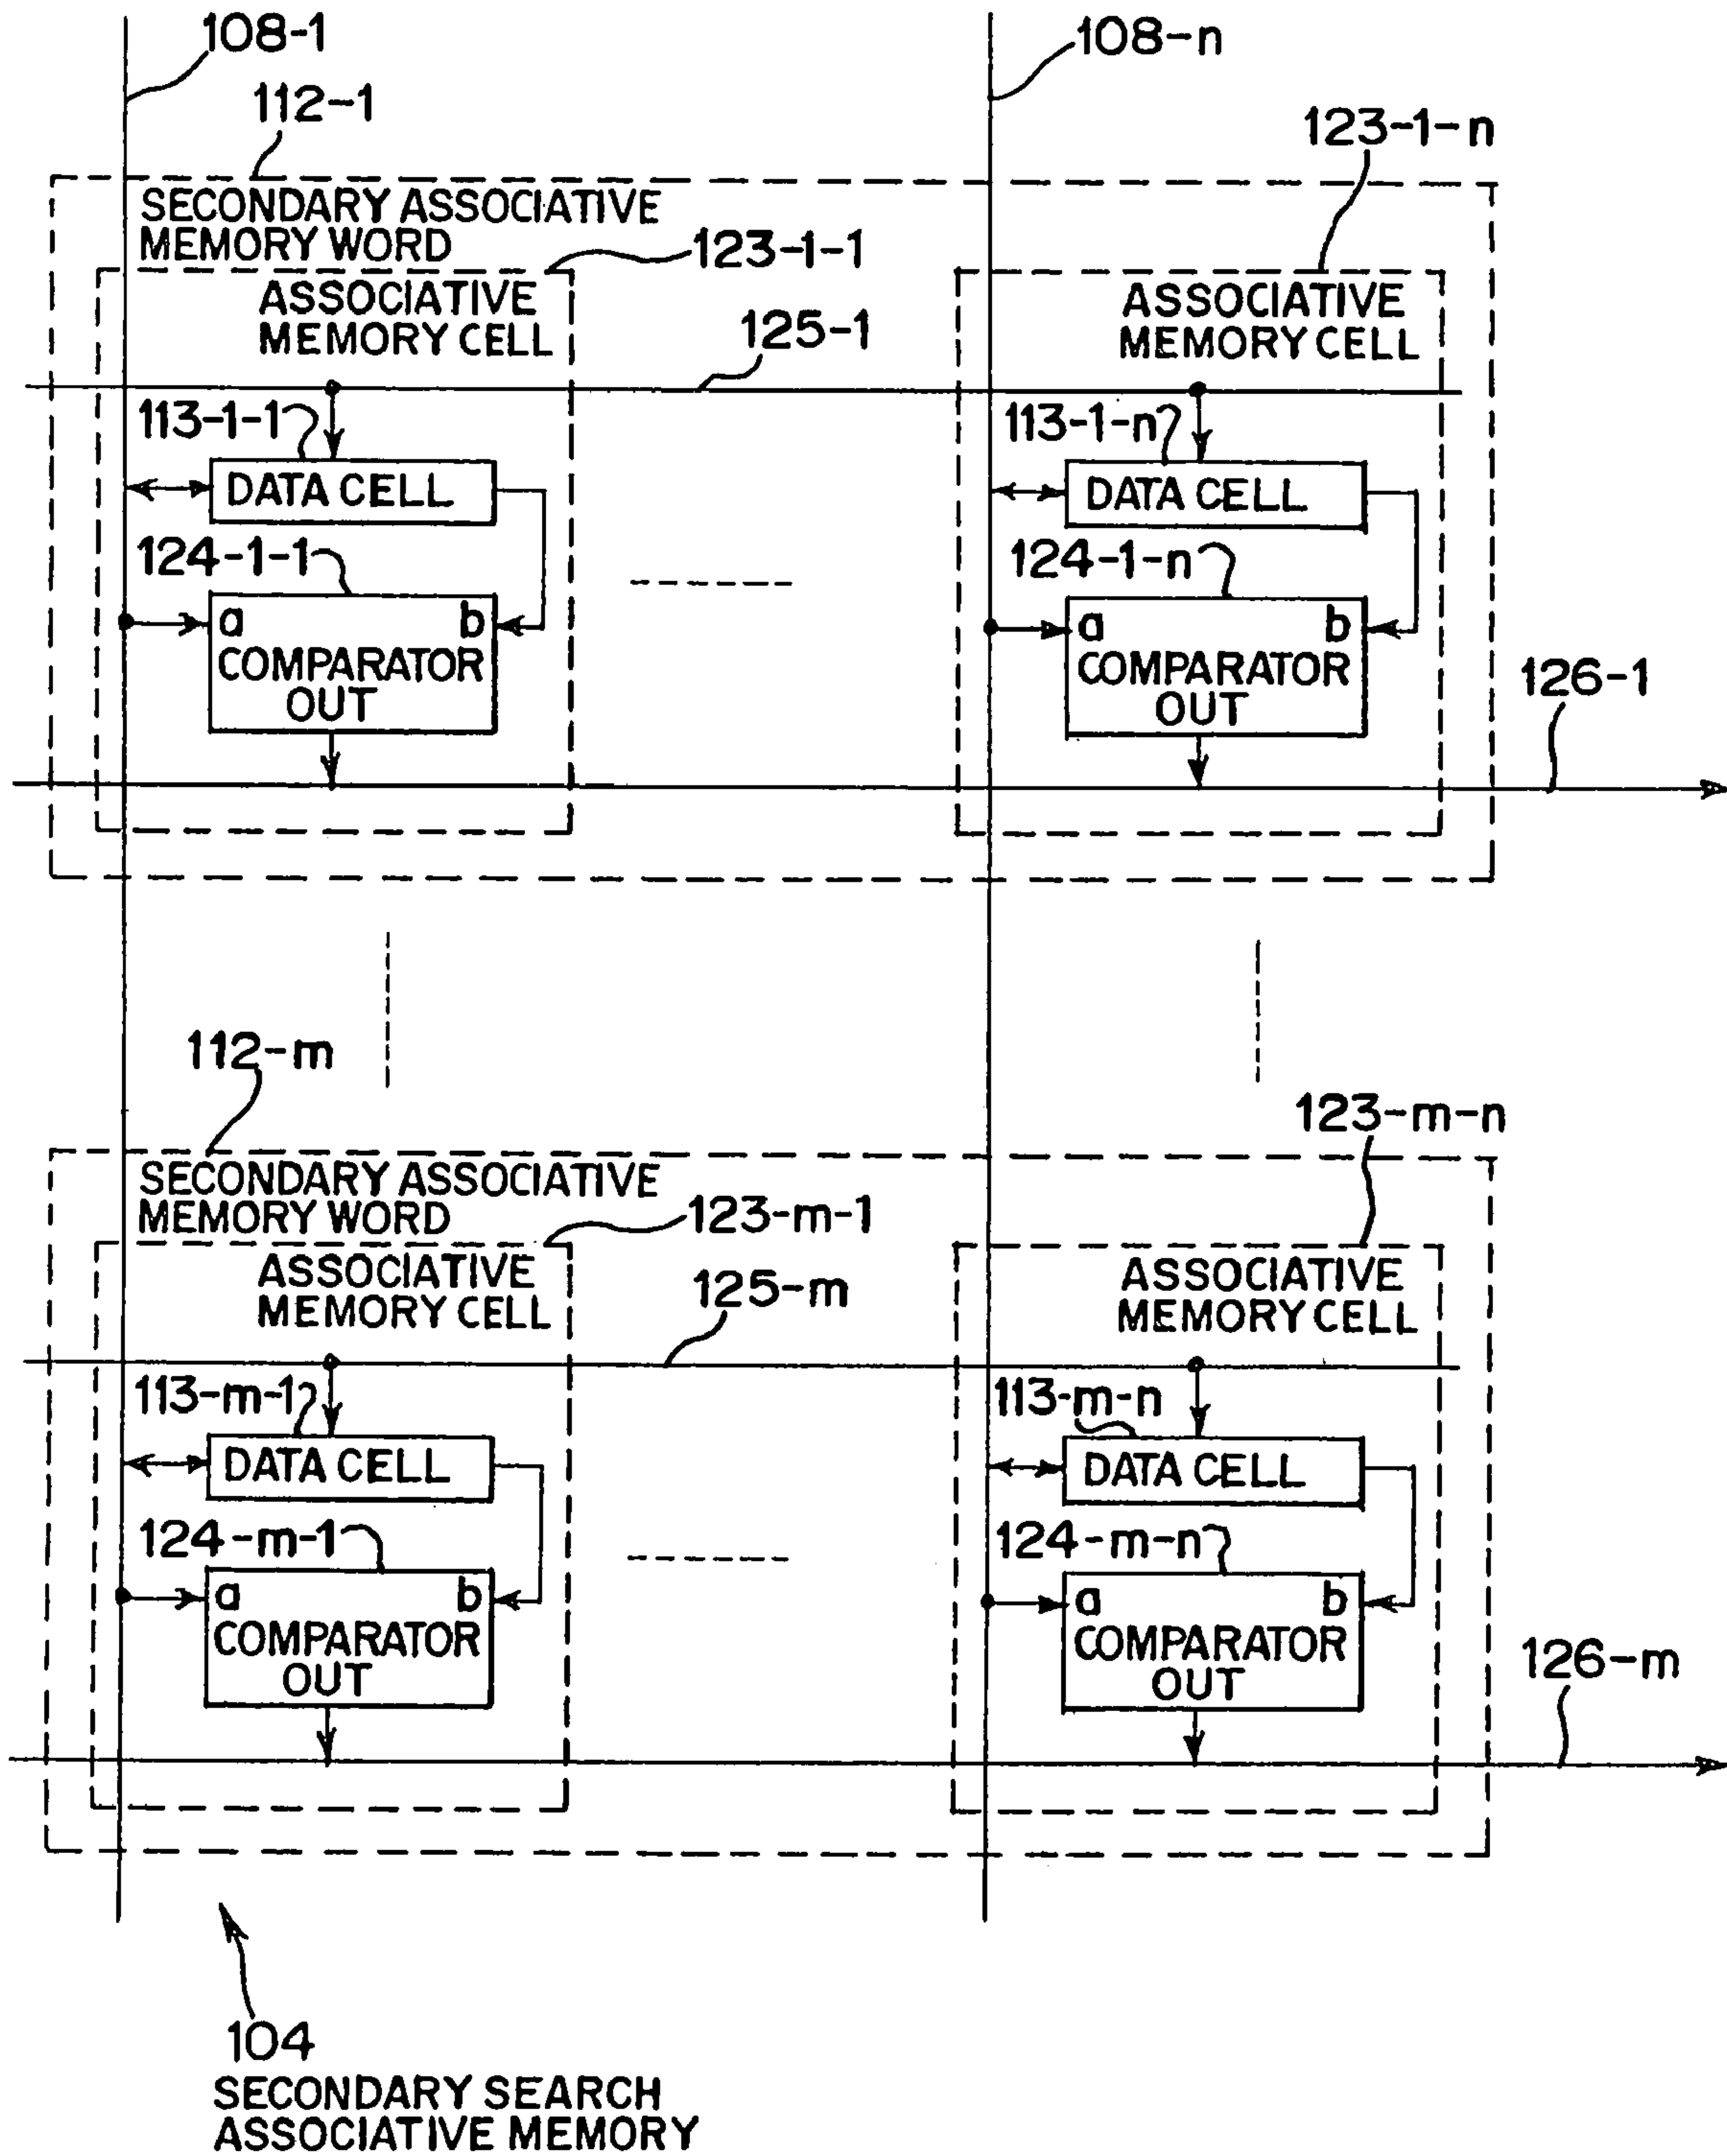 108-1
108-n
112-1
123-1-n
SECONDARY ASSOCIATIVE
MEMORY WORD
123-1-1
ASSOCIATIVE
MEMORY CELL
125-1
ASSOCIATIVE
MEMORY CELL
113-1-1
113-1-n
DATA CELL
DATA CELL
124-1-1
124-1-n
a b
COMPARATOR
OUT
a b
COMPARATOR
OUT
126-1
112-m
123-m-n
SECONDARY ASSOCIATIVE
MEMORY WORD
123-m-1
ASSOCIATIVE
MEMORY CELL
125-m
ASSOCIATIVE
MEMORY CELL
113-m-1
113-m-n
DATA CELL
DATA CELL
124-m-1
124-m-n
a b
COMPARATOR
OUT
a b
COMPARATOR
OUT
126-m
104
SECONDARY SEARCH
ASSOCIATIVE MEMORY